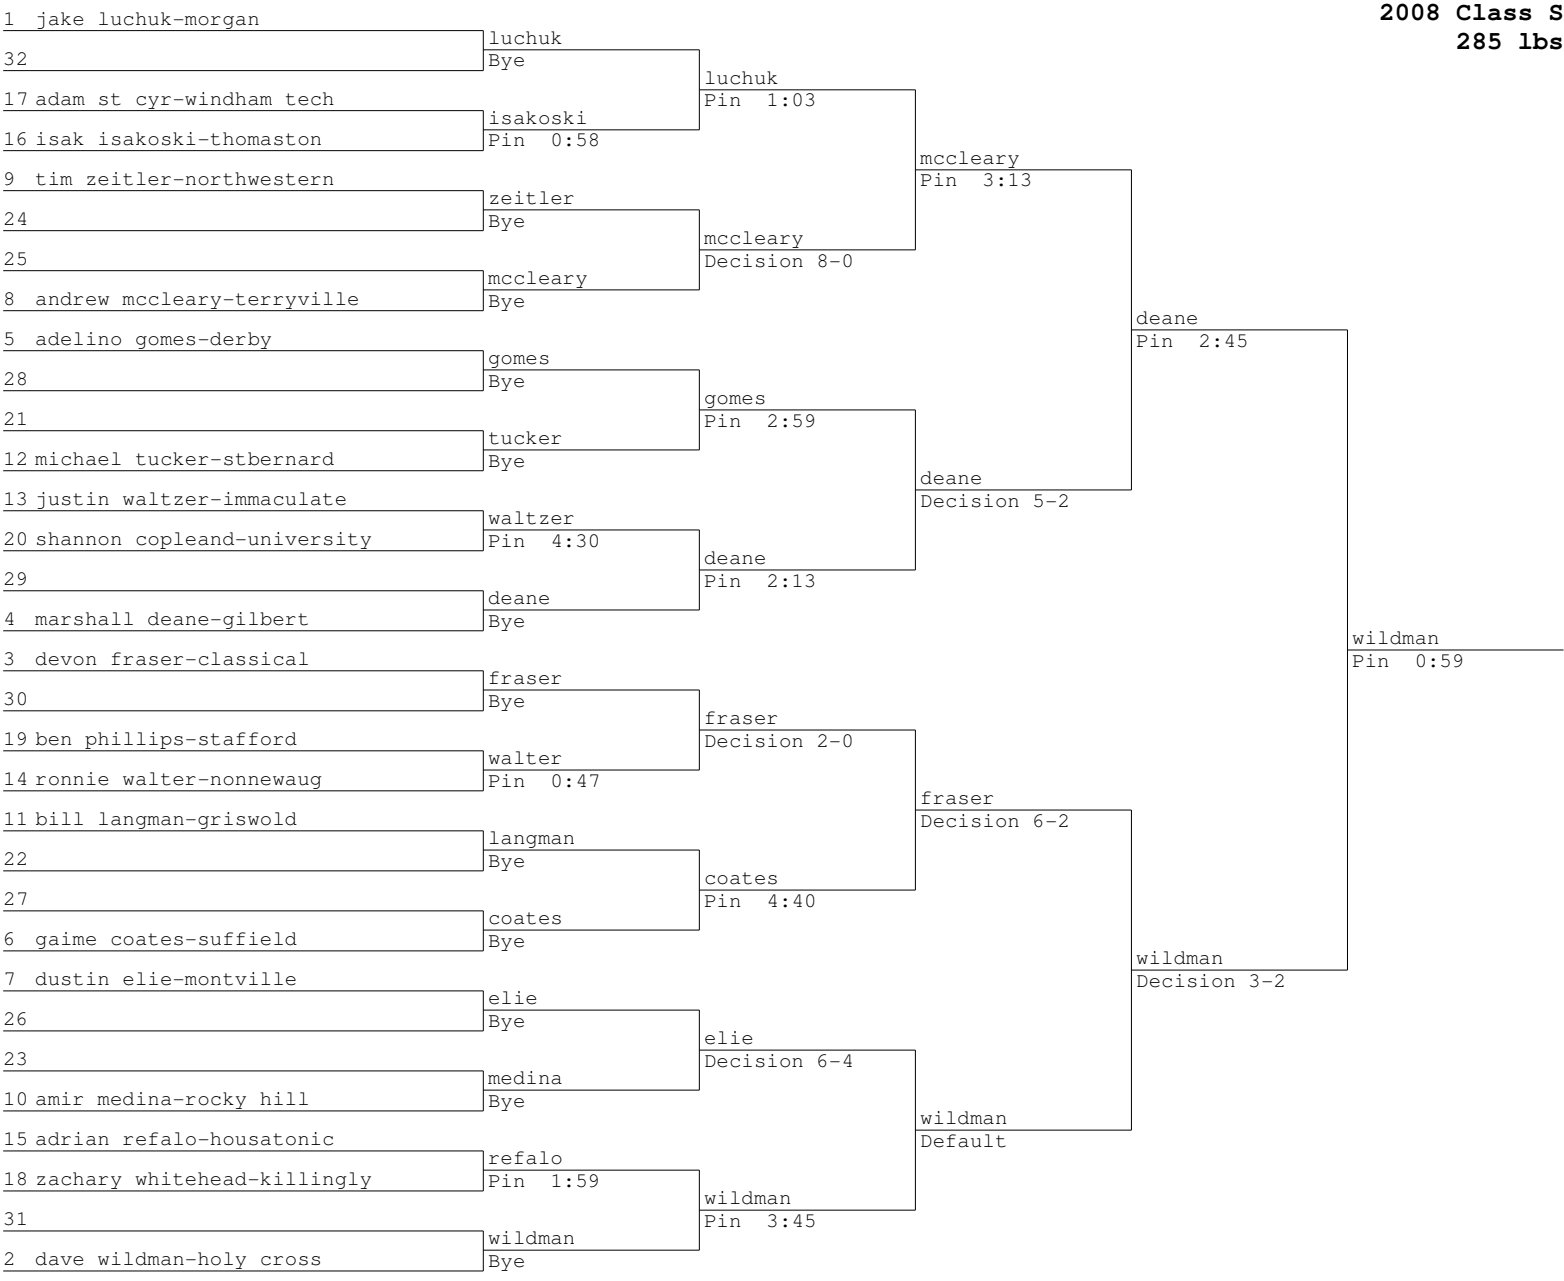 2008 Class S
285 lbs
1 jake luchuk-morgan
32
17 adam st cyr-windham tech
16 isak isakoski-thomaston
9 tim zeitler-northwestern
24
25
8 andrew mccleary-terryville
5 adelino gomes-derby
28
21
12 michael tucker-stbernard
13 justin waltzer-immaculate
20 shannon copleand-university
29
4 marshall deane-gilbert
3 devon fraser-classical
30
19 ben phillips-stafford
14 ronnie walter-nonnewaug
11 bill langman-griswold
22
27
6 gaime coates-suffield
7 dustin elie-montville
26
23
10 amir medina-rocky hill
15 adrian refalo-housatonic
18 zachary whitehead-killingly
31
2 dave wildman-holy cross
luchuk
Bye
isakoski
Pin 0:58
zeitler
Bye
mccleary
Bye
gomes
Bye
tucker
Bye
waltzer
Pin 4:30
deane
Bye
fraser
Bye
walter
Pin 0:47
langman
Bye
coates
Bye
elie
Bye
medina
Bye
refalo
Pin 1:59
wildman
Bye
luchuk
Pin 1:03
mccleary
Decision 8-0
gomes
Pin 2:59
deane
Pin 2:13
fraser
Decision 2-0
coates
Pin 4:40
elie
Decision 6-4
wildman
Pin 3:45
mccleary
Pin 3:13
deane
Decision 5-2
fraser
Decision 6-2
wildman
Default
deane
Pin 2:45
wildman
Decision 3-2
wildman
Pin 0:59